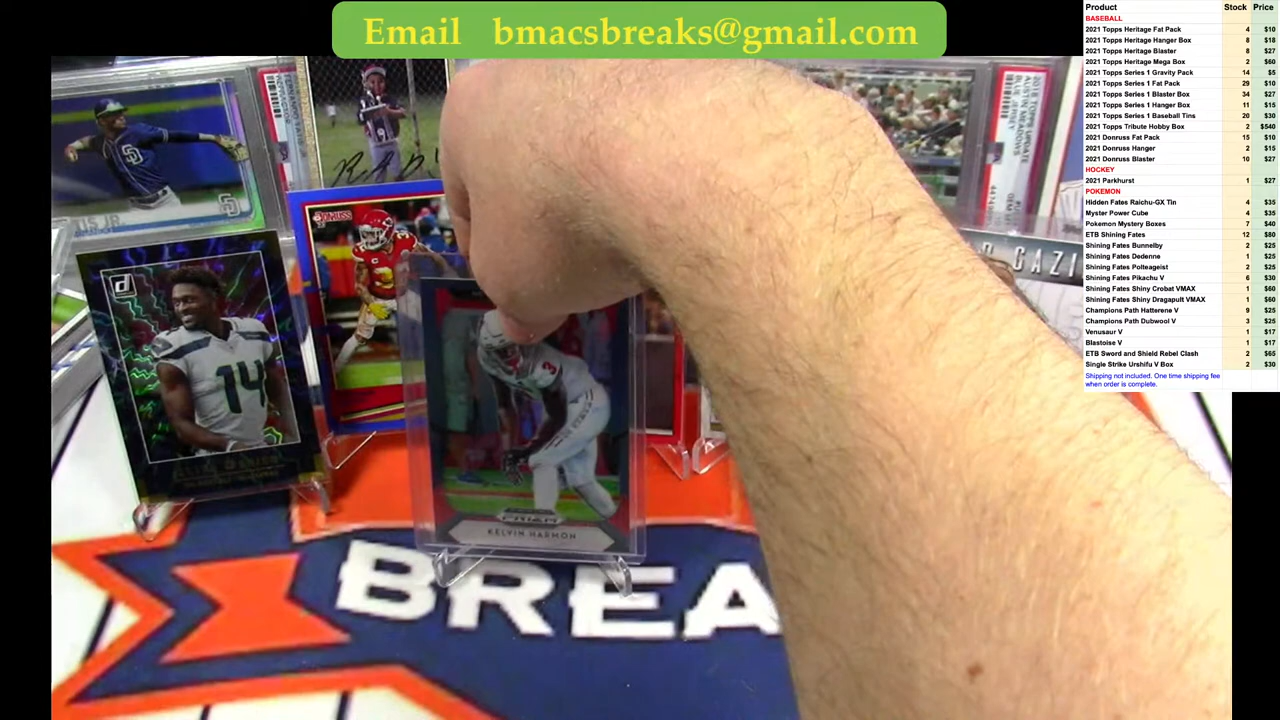 Email bmacsbreaks@gmail.com
Product Stock Price
BASEBALL
2021 Topps Heritage Fat Pack 4 $10
2021 Topps Heritage Hanger Box 8 $18
2021 Topps Heritage Blaster 8 $27
2021 Topps Heritage Mega Box 2 $60
2021 Topps Series 1 Gravity Pack 14 $5
2021 Topps Series 1 Fat Pack 29 $10
2021 Topps Series 1 Blaster Box 34 $27
2021 Topps Series 1 Hanger Box 11 $15
2021 Topps Series 1 Baseball Tins 20 $30
2021 Topps Tribute Hobby Box 2 $540
2021 Donruss Fat Pack 15 $10
2021 Donruss Hanger 2 $15
2021 Donruss Blaster 10 $27
HOCKEY
2021 Parkhurst 1 $27
POKEMON
Hidden Fates Raichu-GX Tin 4 $35
Myster Power Cube 4 $35
Pokemon Mystery Boxes 7 $40
ETB Shining Fates 12 $80
Shining Fates Bunnelby 2 $25
Shining Fates Dedenne 1 $25
Shining Fates Polteageist 2 $25
Shining Fates Pikachu V 6 $30
Shining Fates Shiny Crobat VMAX 1 $60
Shining Fates Shiny Dragapult VMAX 1 $60
Champions Path Hatterene V 9 $25
Champions Path Dubwool V 3 $25
Venusaur V 1 $17
Blastoise V 1 $17
ETB Sword and Shield Rebel Clash 2 $65
Single Strike Urshifu V Box 2 $30
Shipping not included. One time shipping fee
when order is complete.
DONRUSS
14
3
PRIZM
KELVIN HARMON
BREA